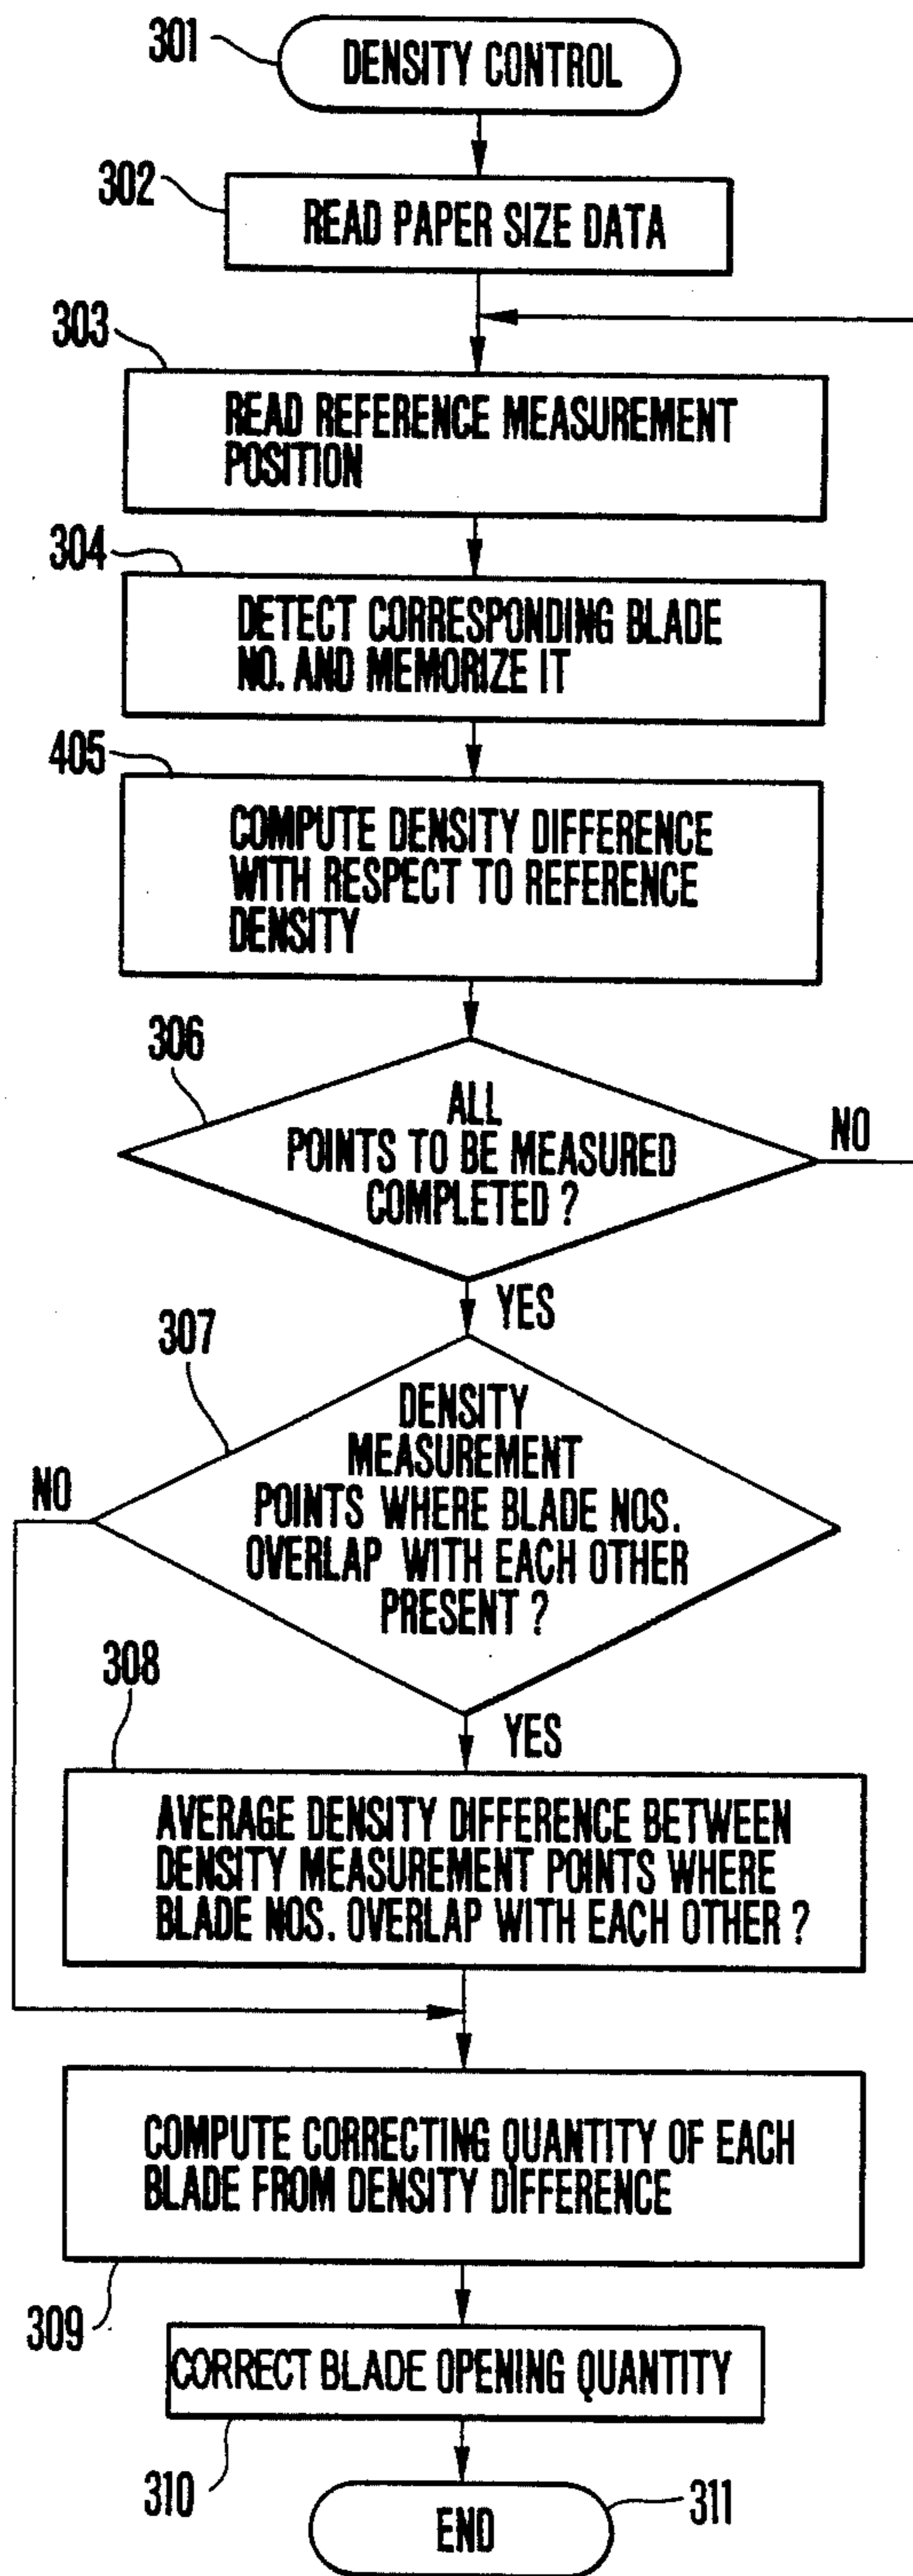 301
DENSITY CONTROL
302
READ PAPER SIZE DATA
303
READ REFERENCE MEASUREMENT
POSITION
304
DETECT CORRESPONDING BLADE
NO. AND MEMORIZE IT
405
COMPUTE DENSITY DIFFERENCE
WITH RESPECT TO REFERENCE
DENSITY
306
ALL
POINTS TO BE MEASURED
COMPLETED ?
NO
YES
307
DENSITY
MEASUREMENT
POINTS WHERE BLADE NOS.
OVERLAP WITH EACH OTHER
PRESENT ?
NO
YES
308
AVERAGE DENSITY DIFFERENCE BETWEEN
DENSITY MEASUREMENT POINTS WHERE
BLADE NOS. OVERLAP WITH EACH OTHER ?
COMPUTE CORRECTING QUANTITY OF EACH
BLADE FROM DENSITY DIFFERENCE
309
CORRECT BLADE OPENING QUANTITY
310
END
311